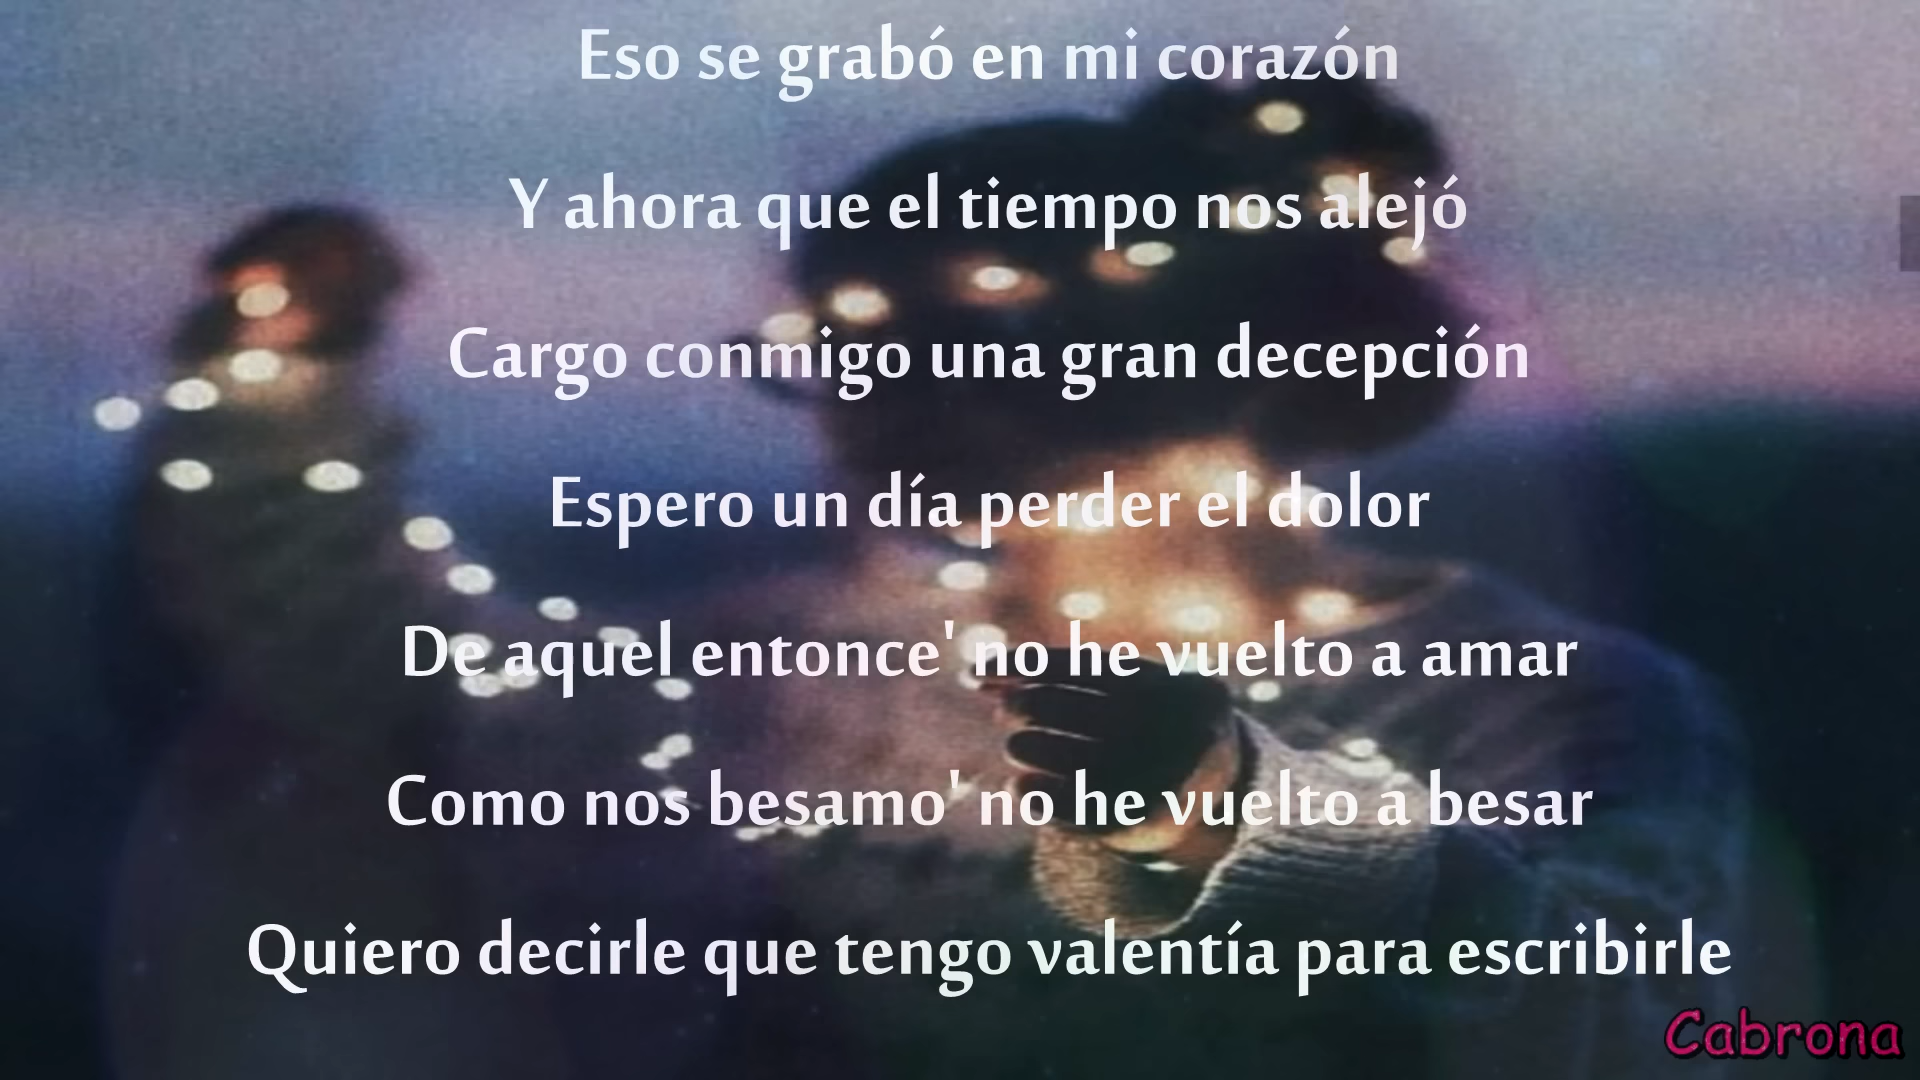 Eso se grabó en mi corazón
Y ahora que el tiempo nos alejó
Cargo conmigo una gran decepción
Espero un día perder el dolor
De aquel entonce' no he vuelto a amar
Como nos besamo' no he vuelto a besar
Quiero decirle que tengo valentía para escribirle
Cabrona